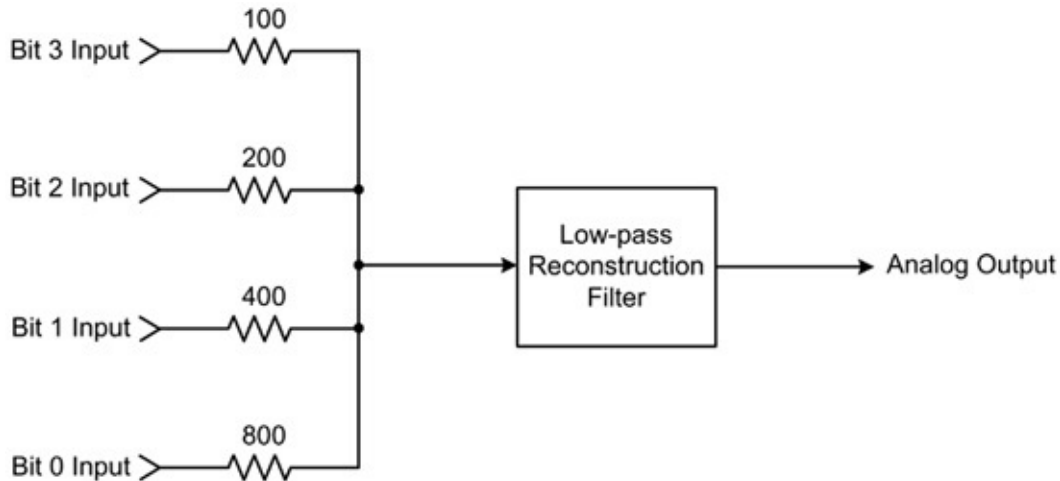 100
Bit 3 Input
200
Bit 2 Input
Low-pass
Reconstruction
Filter
Analog Output
400
Bit 1 Input
800
Bit 0 Input